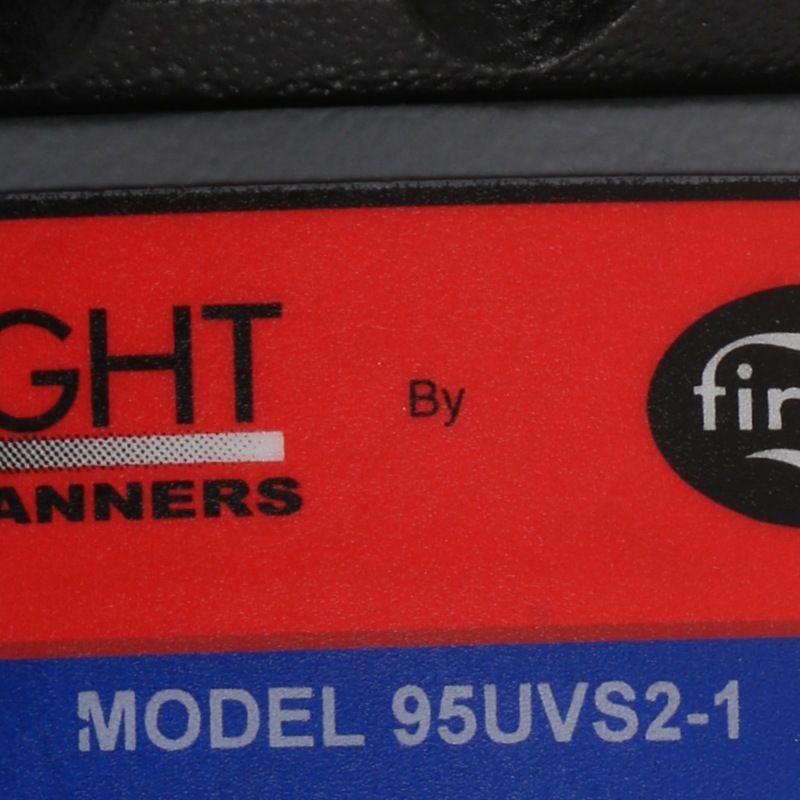 GHT
ANNERS
By
fir
MODEL 95UVS2-1